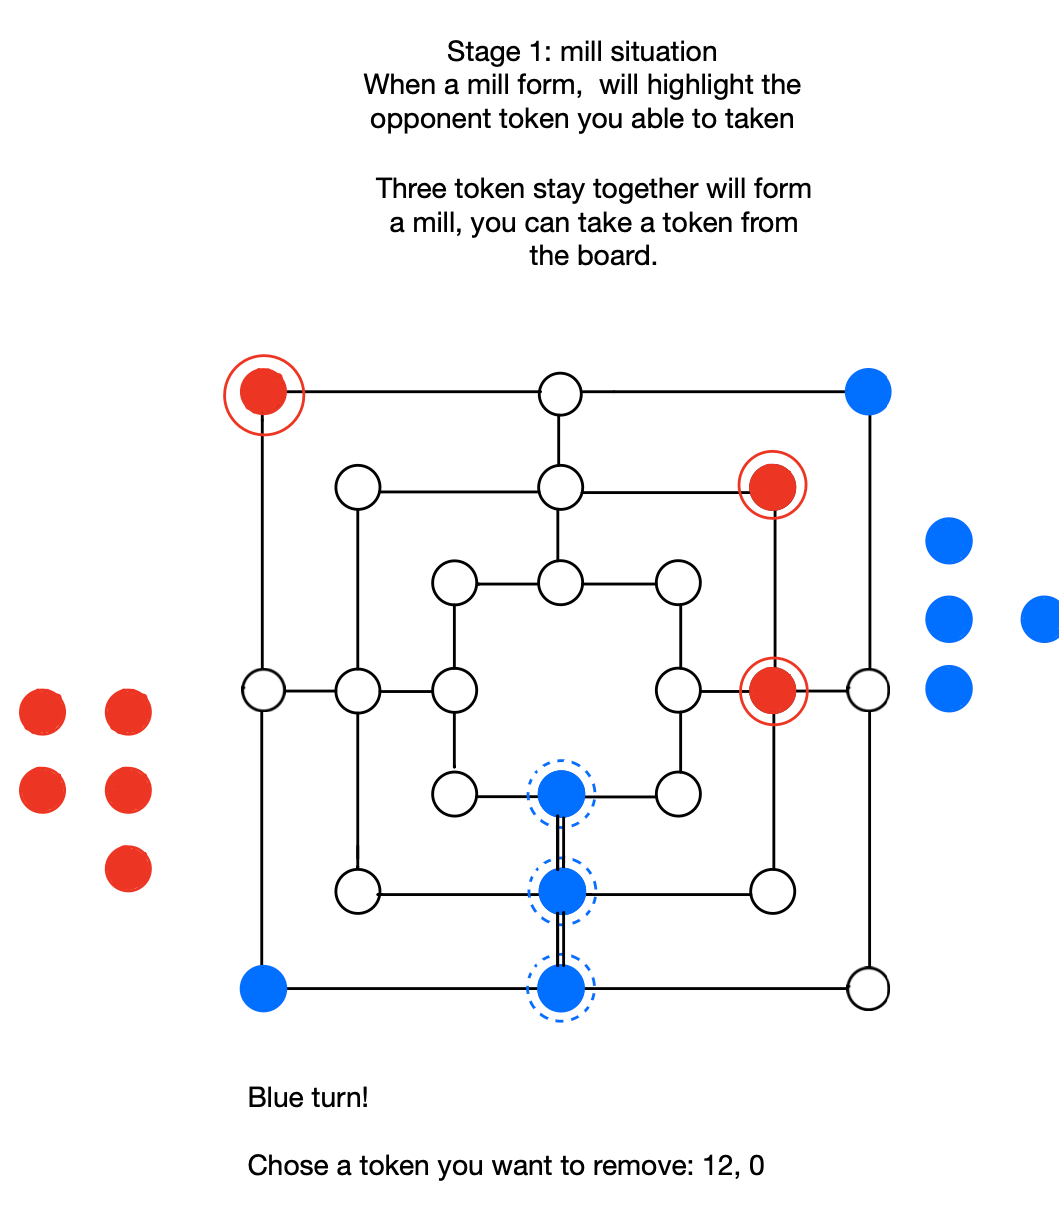 Stage 1: mill situation
When a mill form,  will highlight the
opponent token you able to taken
Three token stay together will form
a mill, you can take a token from
the board.
Blue turn!
Chose a token you want to remove: 12, 0